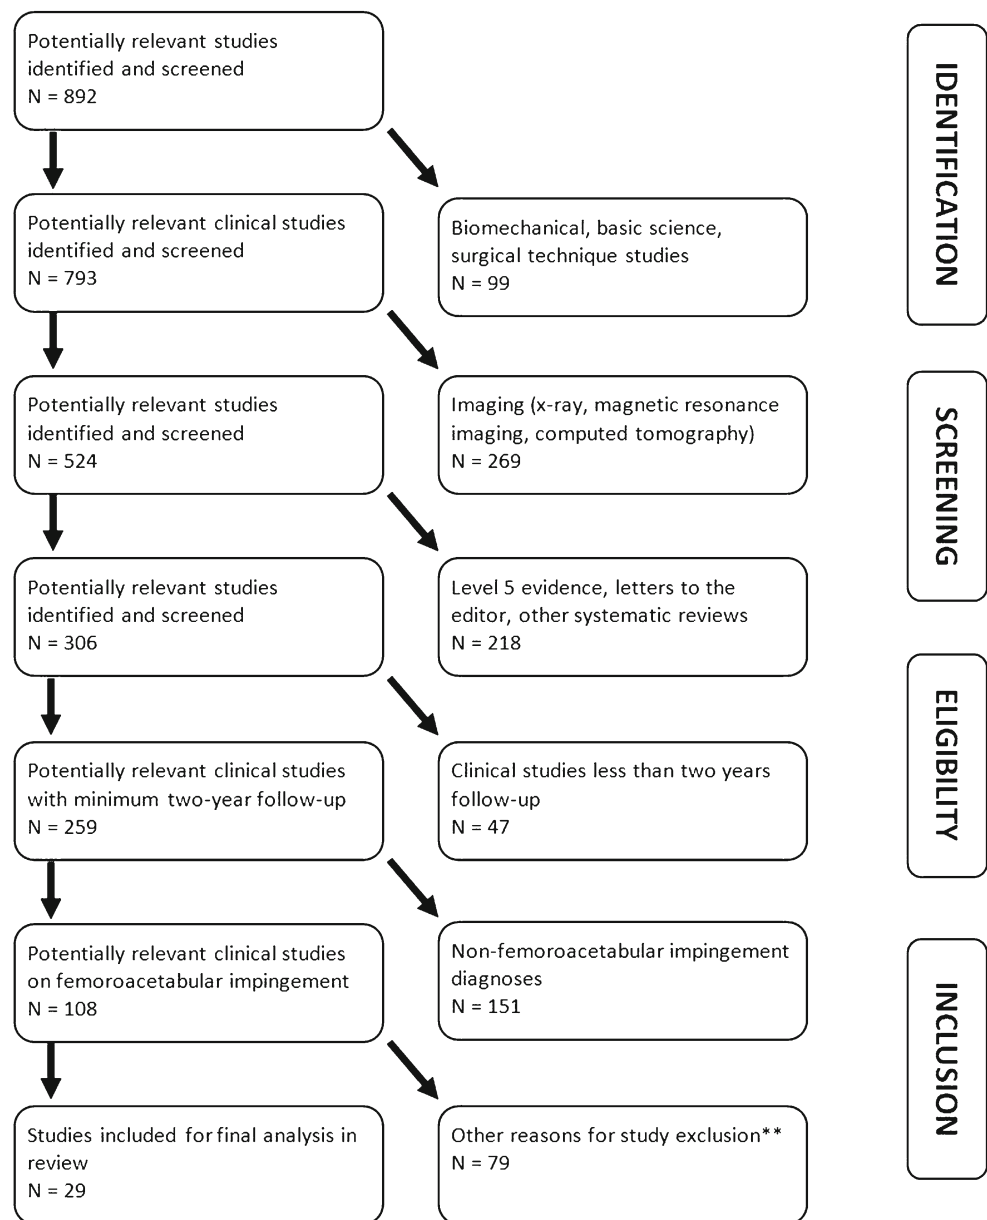 Potentially relevant studies
identified and screened
N = 892
Potentially relevant clinical studies
identified and screened
N = 793
Biomechanical, basic science,
surgical technique studies
N = 99
Potentially relevant studies
identified and screened
N = 524
Imaging (x-ray, magnetic resonance
imaging, computed tomography)
N = 269
Potentially relevant studies
identified and screened
N = 306
Level 5 evidence, letters to the
editor, other systematic reviews
N = 218
Potentially relevant clinical studies
with minimum two-year follow-up
N = 259
Clinical studies less than two years
follow-up
N = 47
Potentially relevant clinical studies
on femoroacetabular impingement
N = 108
Non-femoroacetabular impingement
diagnoses
N = 151
Studies included for final analysis in
review
N = 29
Other reasons for study exclusion**
N = 79
IDENTIFICATION
SCREENING
ELIGIBILITY
INCLUSION